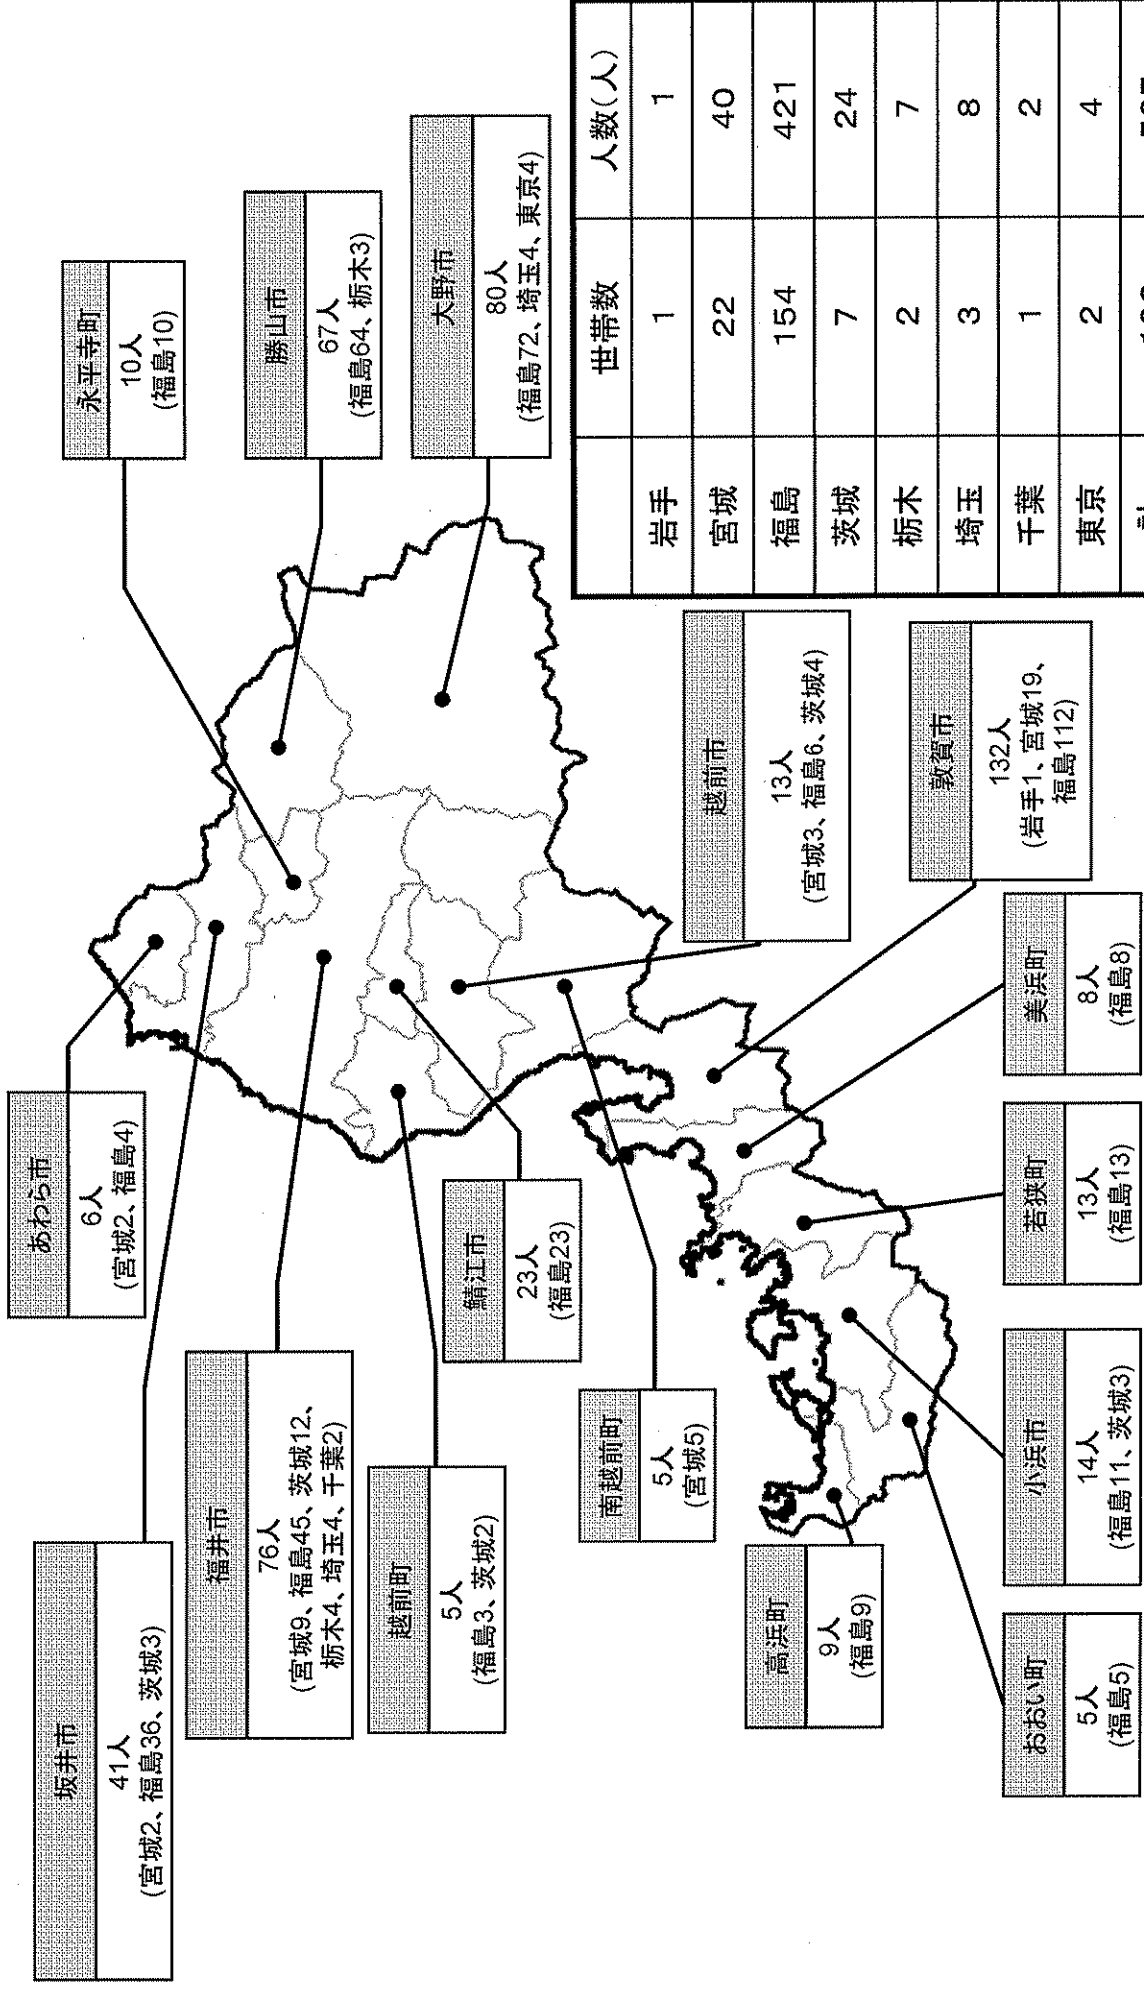 永平寺町
10人
(福島10)
勝山市
67人
(福島64、栃木3)
大野市
80人
(福島72、埼玉4、東京4)
あわら市
6人
(宮城2、福島4)
坂井市
41人
(宮城2、福島36、茨城3)
福井市
76人
(宮城9、福島45、茨城12、
栃木4、埼玉4、千葉2)
越前町
5人
(福島3、茨城2)
鯖江市
23人
(福島23)
南越前町
5人
(宮城5)
越前市
13人
(宮城3、福島6、茨城4)
敦賀市
132人
(岩手1、宮城19、
福島112)
美浜町
8人
(福島8)
若狭町
13人
(福島13)
小浜市
14人
(福島11、茨城3)
おおい町
5人
(福島5)
高浜町
9人
(福島9)
世帯数 人数(人)
岩手 1 1
宮城 22 40
福島 154 421
茨城 7 24
栃木 2 7
埼玉 3 8
千葉 1 2
東京 2 4